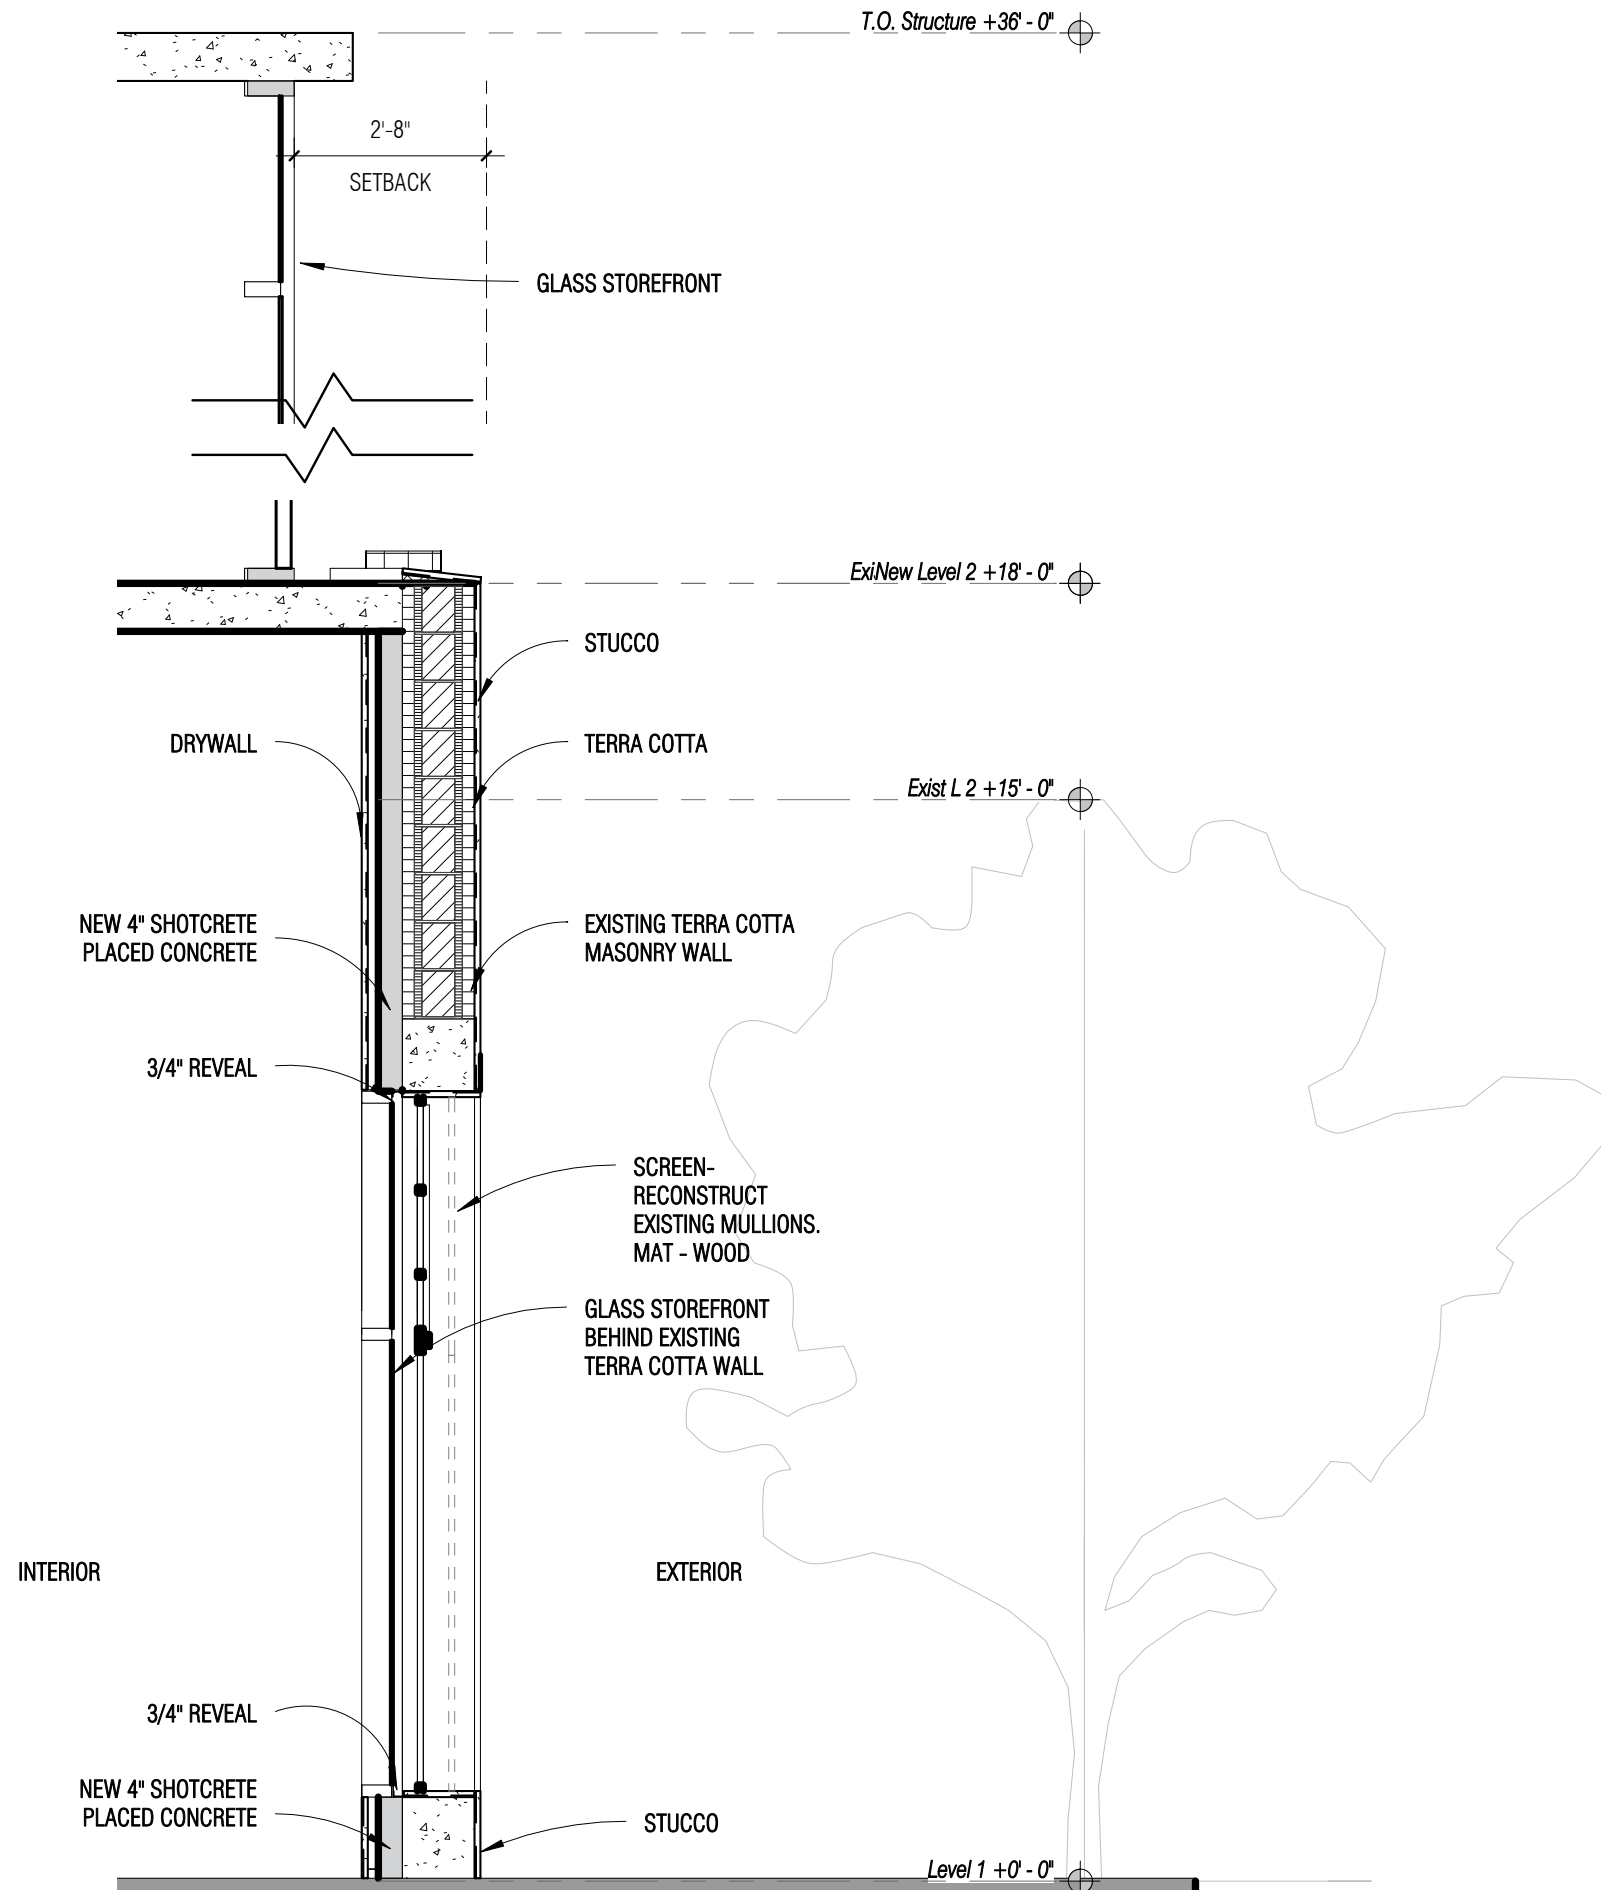 T.O. Structure +36' - 0"
2'-8"
SETBACK
GLASS STOREFRONT
ExiNew Level 2 +18' - 0"
STUCCO
DRYWALL
TERRA COTTA
Exist L 2 +15' - 0"
NEW 4" SHOTCRETE
PLACED CONCRETE
EXISTING TERRA COTTA
MASONRY WALL
3/4" REVEAL
SCREEN-
RECONSTRUCT
EXISTING MULLIONS.
MAT - WOOD
GLASS STOREFRONT
BEHIND EXISTING
TERRA COTTA WALL
INTERIOR
EXTERIOR
3/4" REVEAL
NEW 4" SHOTCRETE
PLACED CONCRETE
STUCCO
Level 1 +0' - 0"